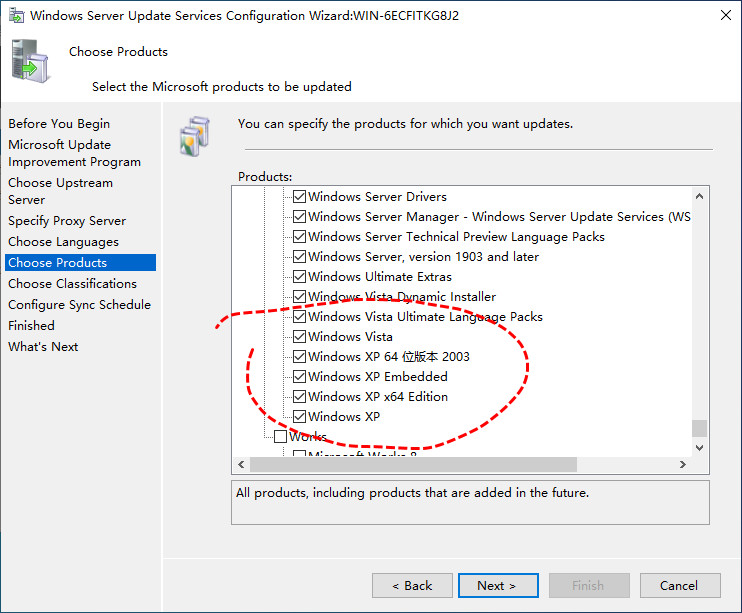 Windows Server Update Services Configuration Wizard:WIN-6ECFITKG8J2
Choose Products
Select the Microsoft products to be updated
Before You Begin
Microsoft Update
Improvement Program
Choose Upstream
Server
Specify Proxy Server
Choose Languages
Choose Products
Choose Classifications
Configure Sync Schedule
Finished
What's Next
You can specify the products for which you want updates.
Products:
Windows Server Drivers
Windows Server Manager - Windows Server Update Services (WS
Windows Server Technical Preview Language Packs
Windows Server, version 1903 and later
Windows Ultimate Extras
Windows Vista Dynamic Installer
Windows Vista Ultimate Language Packs
Windows Vista
Windows XP 64 位版本 2003
Windows XP Embedded
Windows XP x64 Edition
Windows XP
Works
Microsoft Works 8
All products, including products that are added in the future.
< Back
Next >
Finish
Cancel